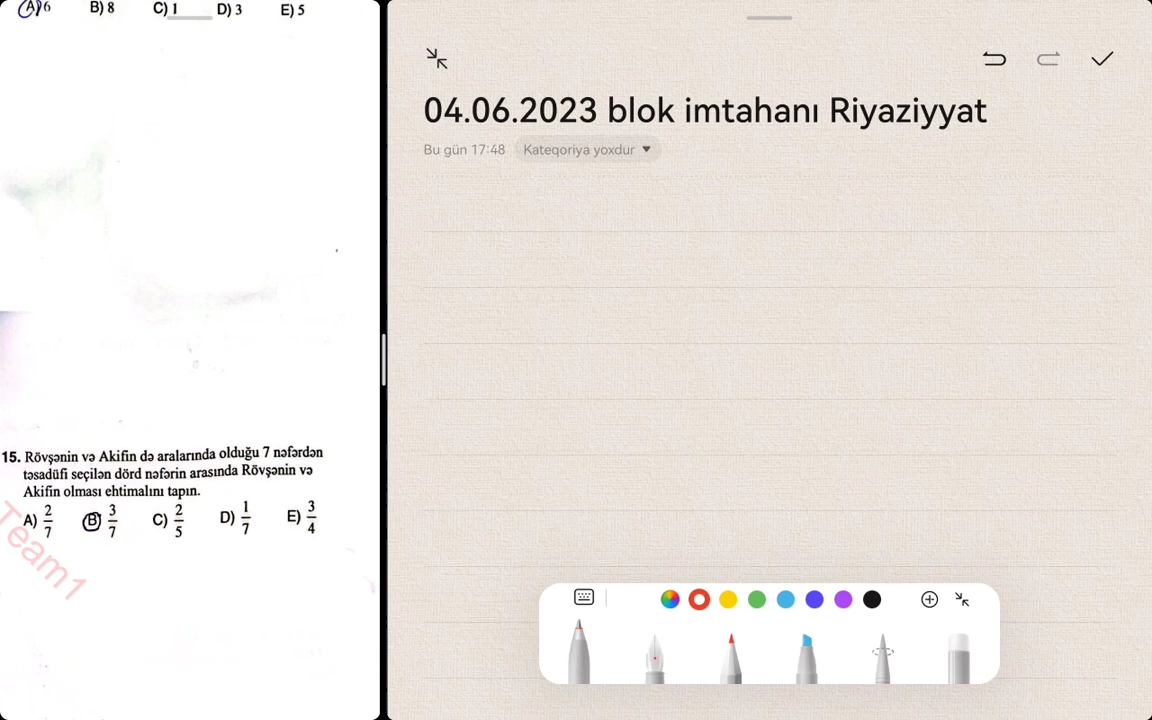 A) 6 B) 8 C) 1 D) 3 E) 5
15. Rövşənin və Akifin də aralarında olduğu 7 nəfərdən
təsadüfi seçilən dörd nəfərin arasında Rövşənin və
Akifin olması ehtimalını tapın.
A) 2/7 B) 3/7 C) 2/5 D) 1/7 E) 3/4
Team1
04.06.2023 blok imtahanı Riyaziyyat
Bu gün 17:48 Kateqoriya yoxdur